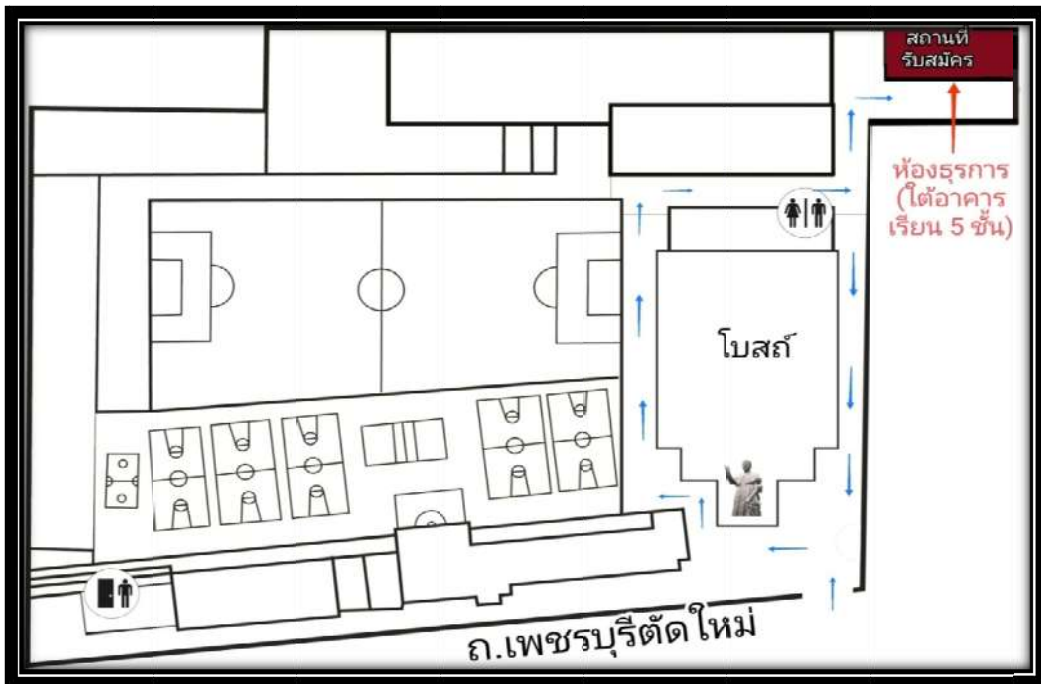 สถานที่
รับสมัคร
ห้องธุรการ
(ใต้อาคาร
เรียน 5 ชั้น)
โบสถ์
ถ.เพชรบุรีตัดใหม่